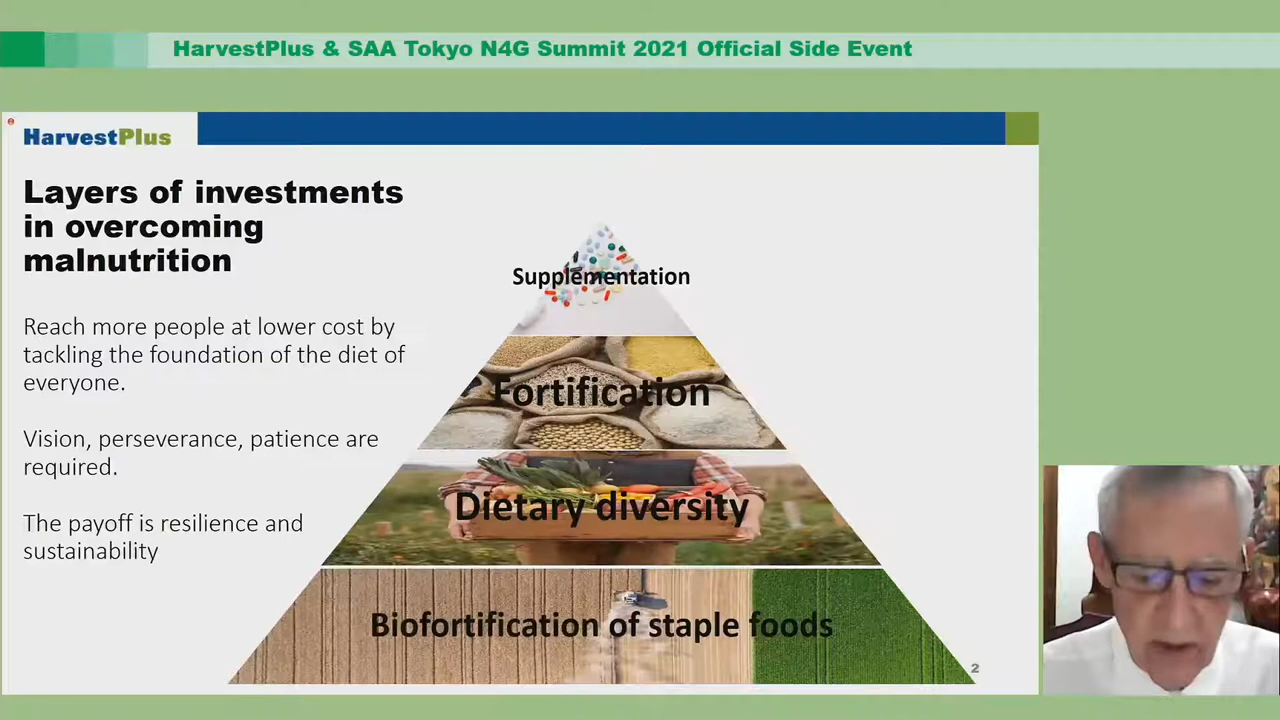 HarvestPlus & SAA Tokyo N4G Summit 2021 Official Side Event
HarvestPlus
Layers of investments
in overcoming
malnutrition
Reach more people at lower cost by
tackling the foundation of the diet of
everyone.
Vision, perseverance, patience are
required.
The payoff is resilience and
sustainability
Supplementation
Fortification
Dietary diversity
Biofortification of staple foods
2